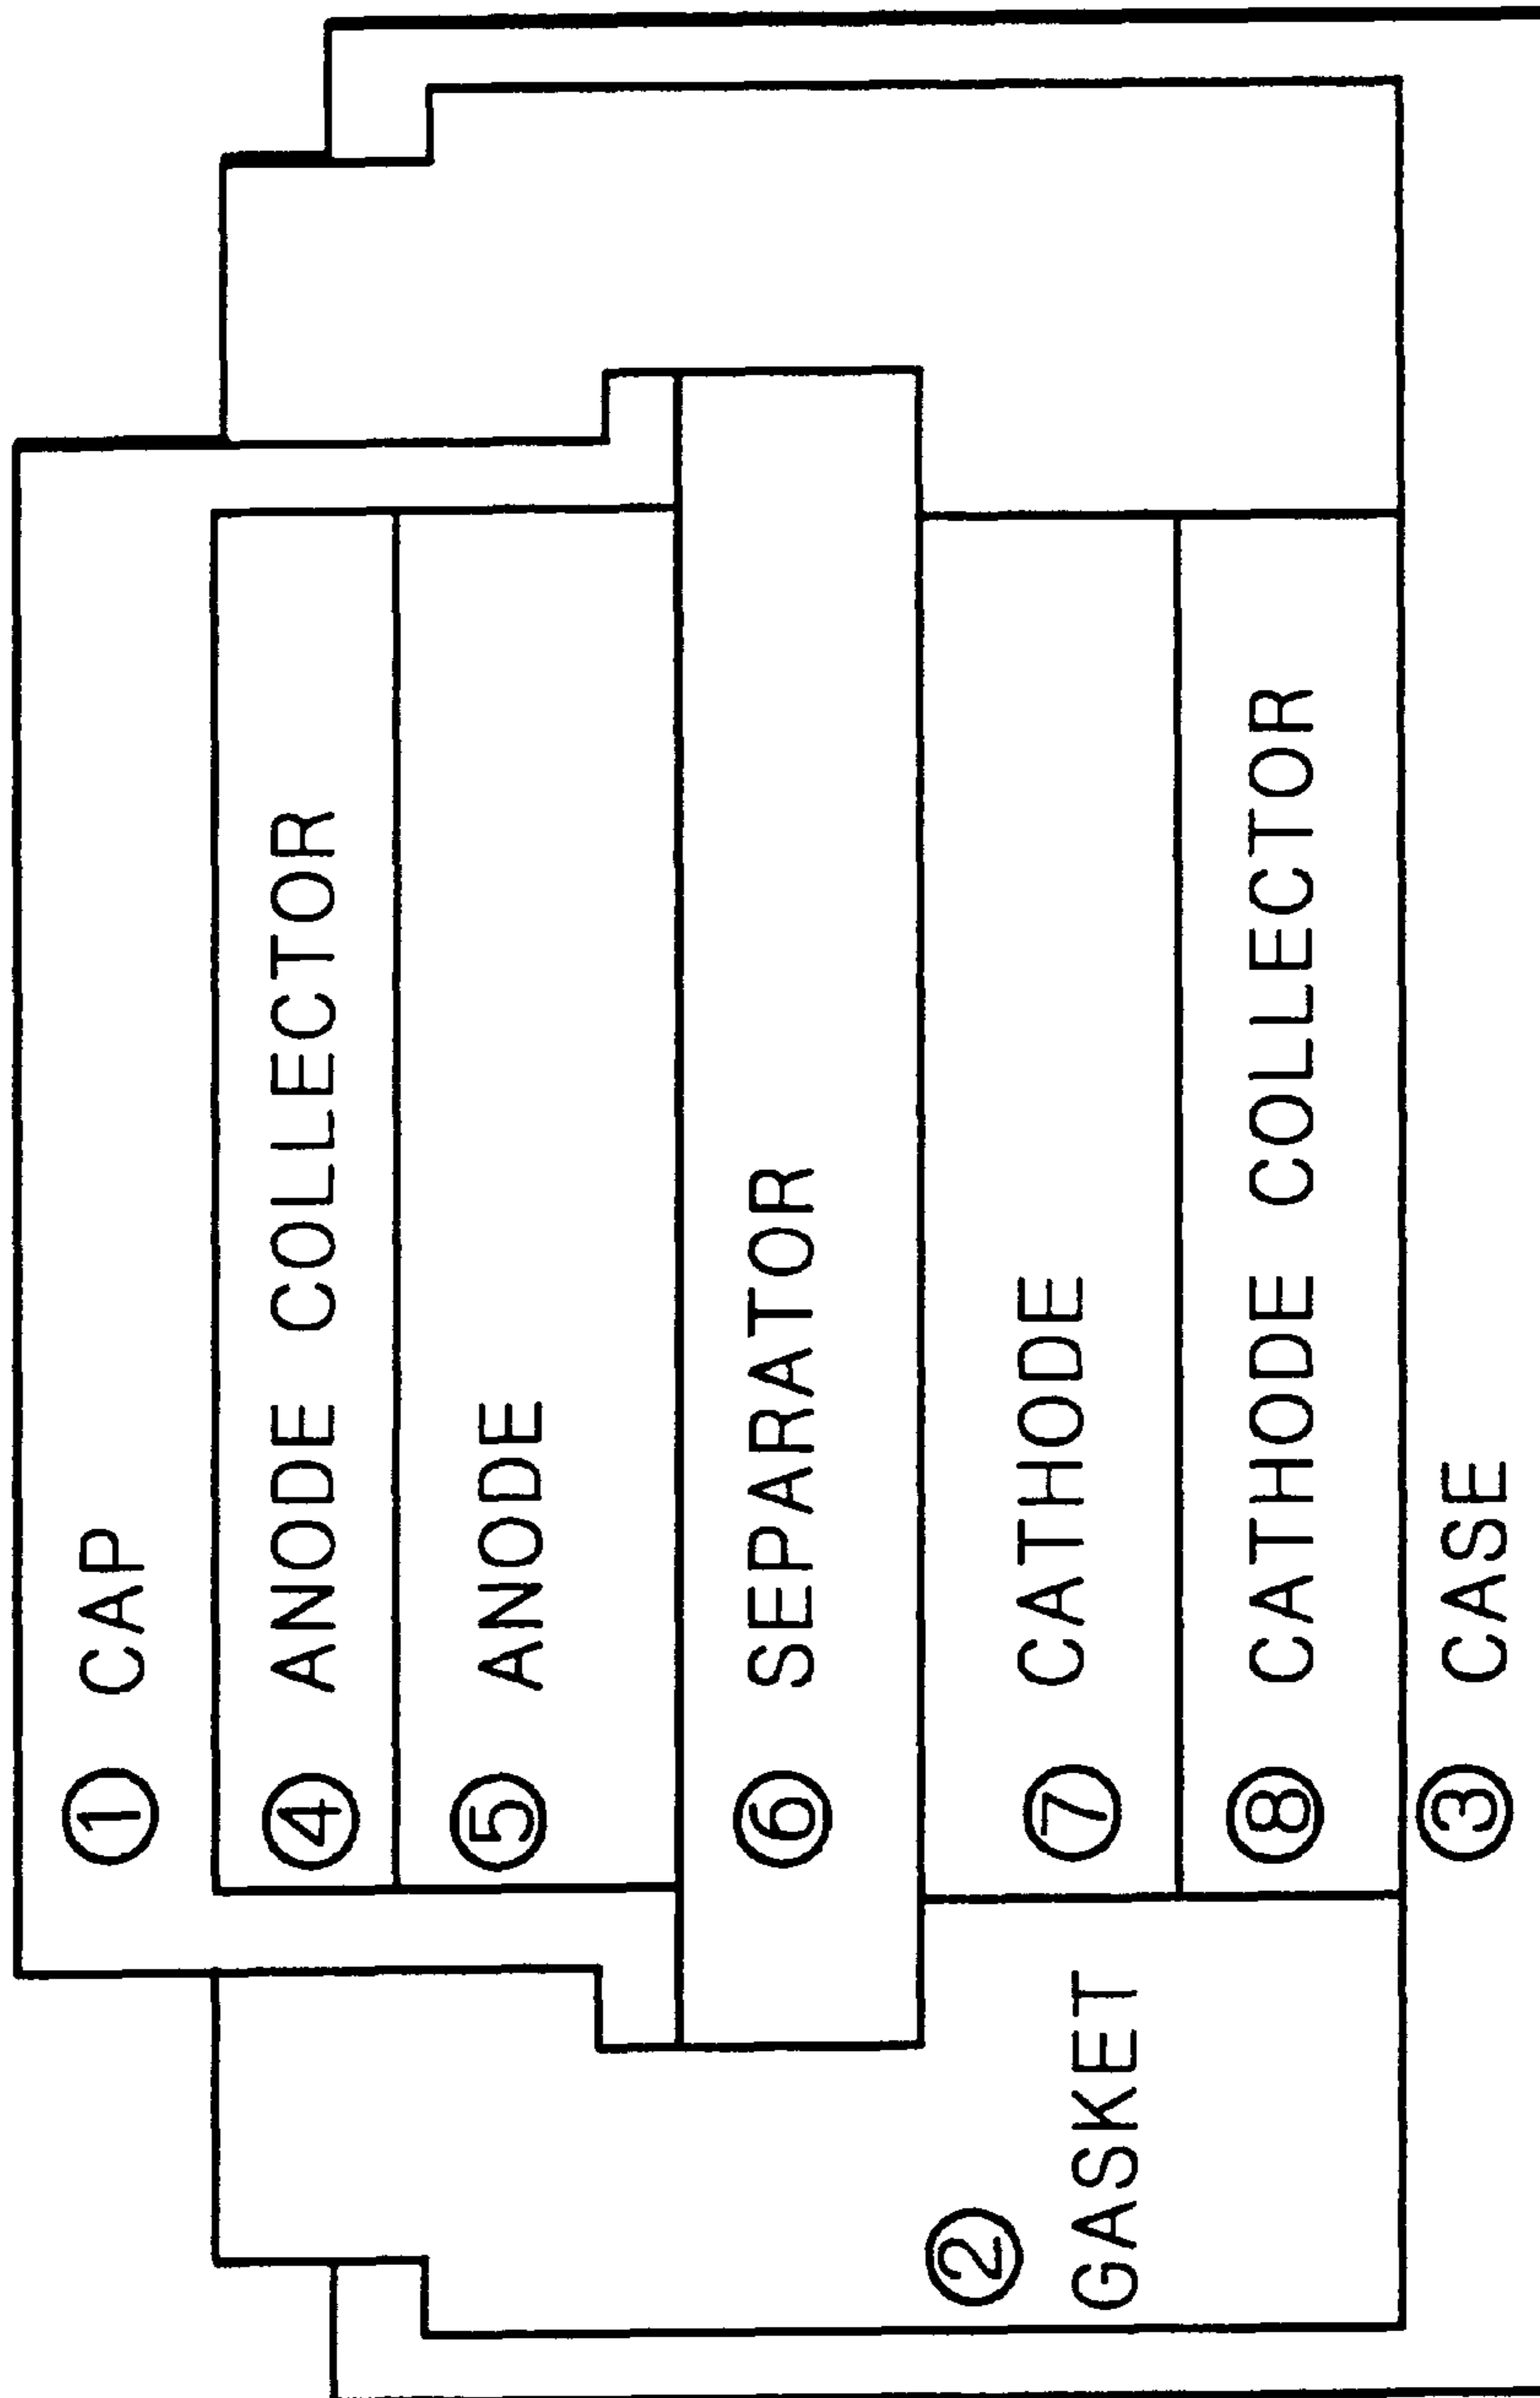 ① CAP
④ ANODE COLLECTOR
⑤ ANODE
⑥ SEPARATOR
⑦ CATHODE
② GASKET
⑧ CATHODE COLLECTOR
③ CASE